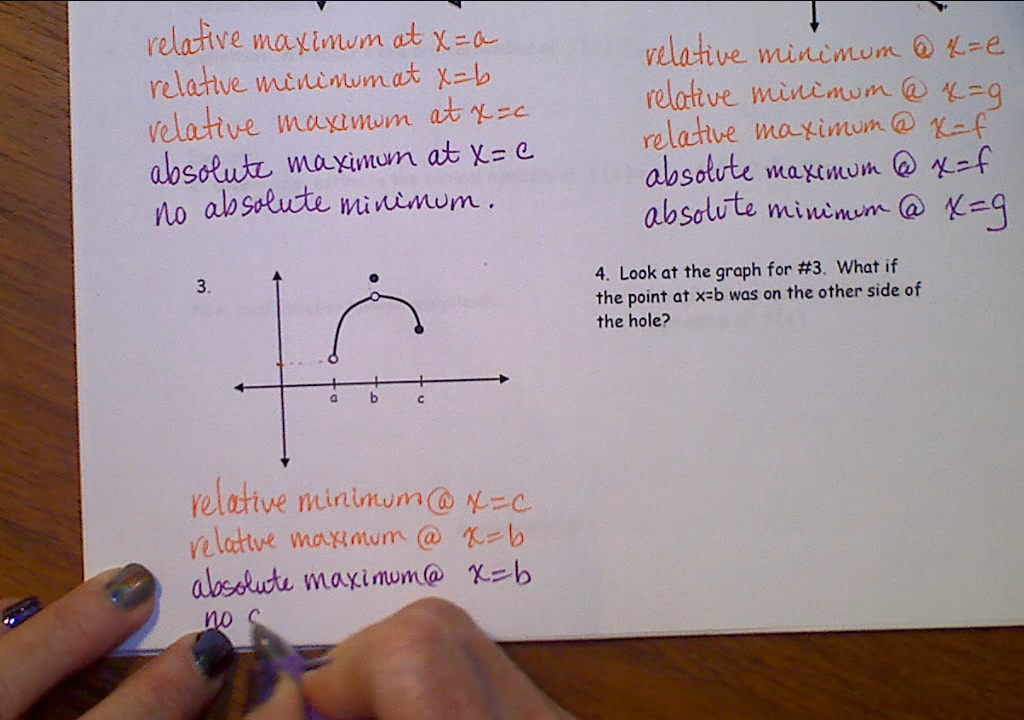 relative maximum at x=a
relative minimum at x=b
relative maximum at x=c
absolute maximum at x=c
no absolute minimum.
relative minimum @ x=e
relative minimum @ x=g
relative maximum @ x=f
absolute maximum @ x=f
absolute minimum @ x=g
3.
a b c
relative minimum @ x=c
relative maximum @ x=b
absolute maximum @ x=b
no
4. Look at the graph for #3. What if
the point at x=b was on the other side of
the hole?